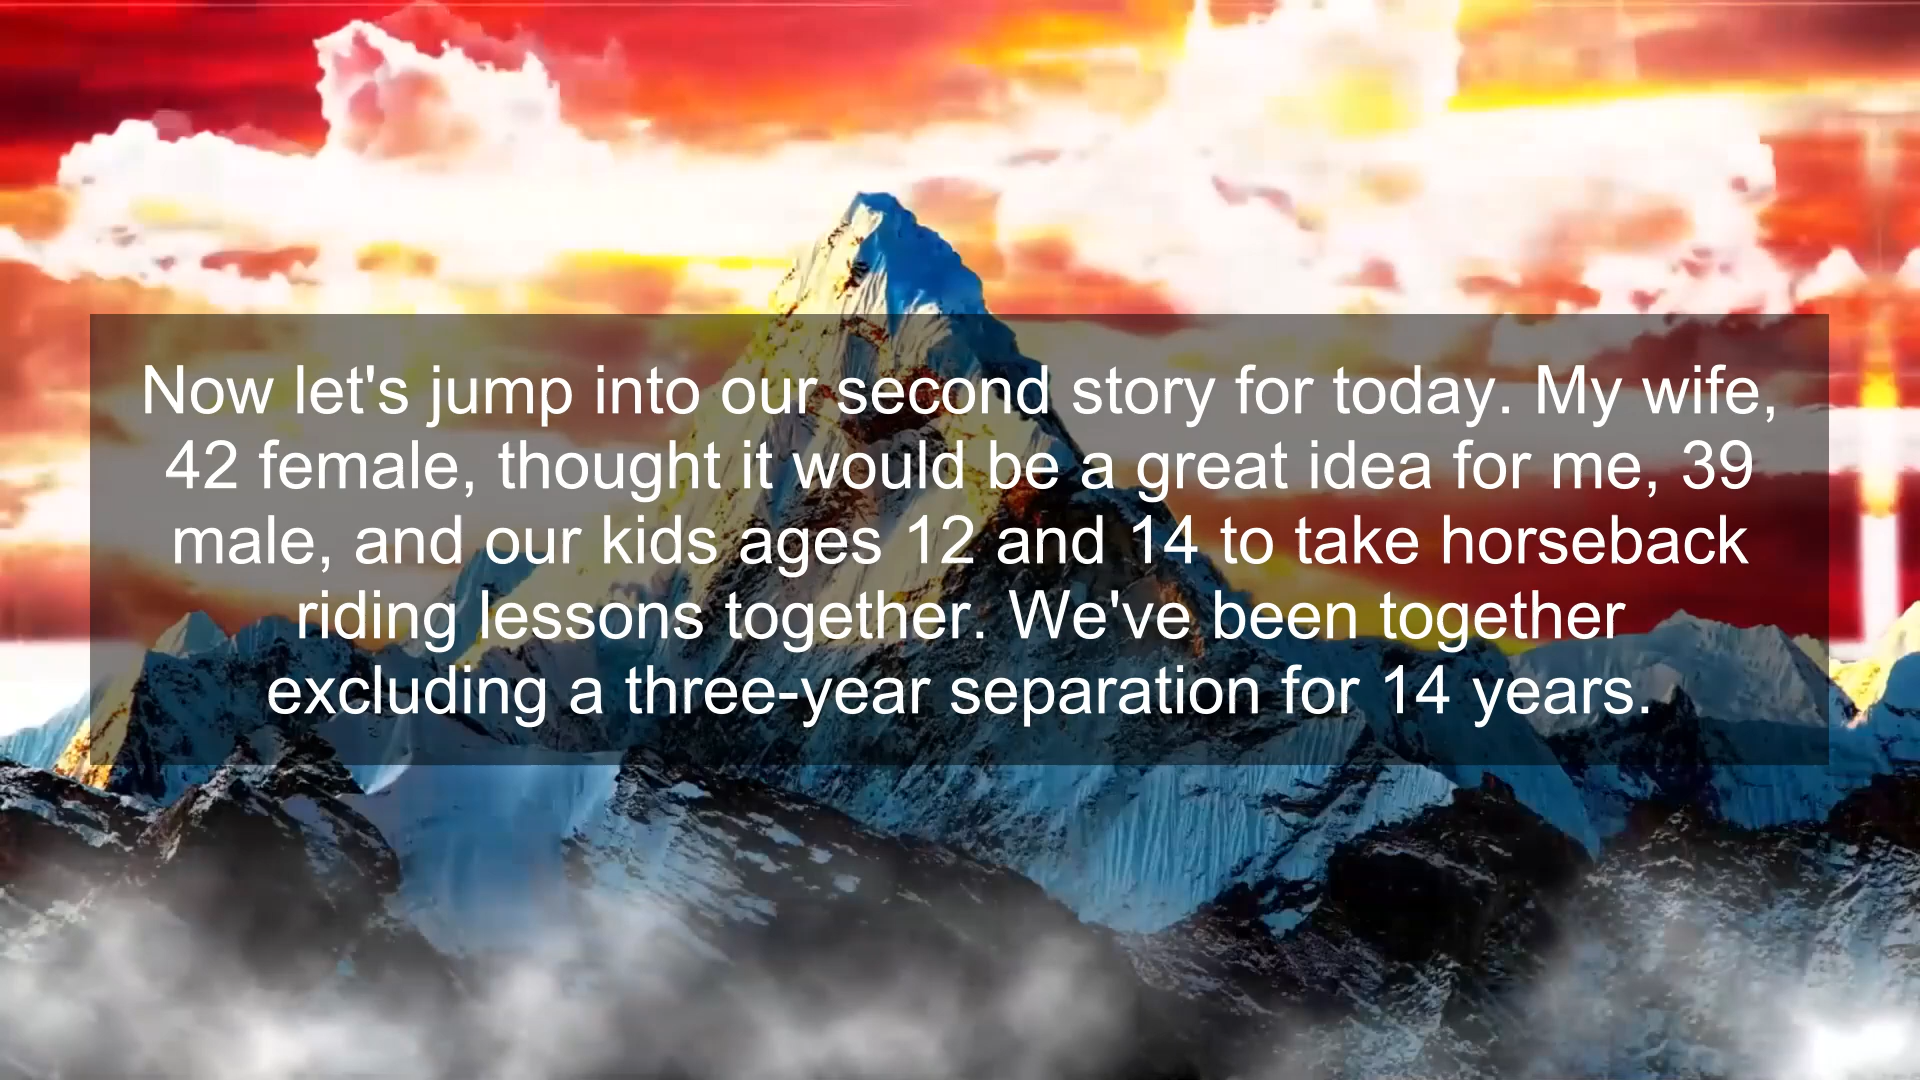 Now let's jump into our second story for today. My wife,
42 female, thought it would be a great idea for me, 39
male, and our kids ages 12 and 14 to take horseback
riding lessons together. We've been together
excluding a three-year separation for 14 years.